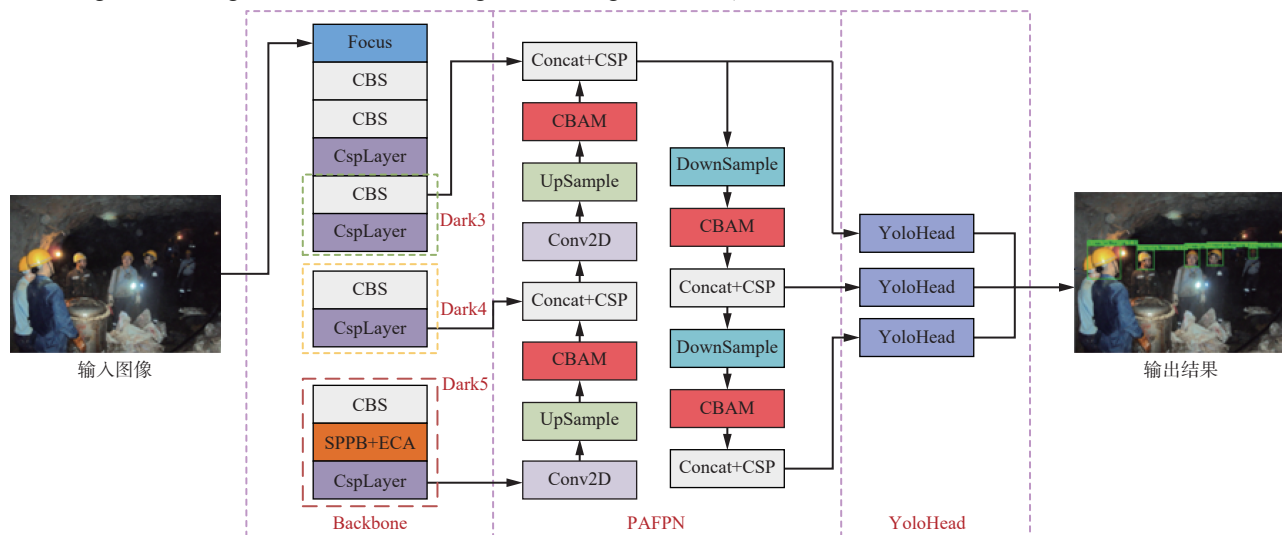 Focus
CBS
CBS
CspLayer
CBS
CspLayer
Dark3
CBS
CspLayer
Dark4
Dark5
CBS
SPPB+ECA
CspLayer
Backbone
Concat+CSP
CBAM
UpSample
Conv2D
Concat+CSP
CBAM
UpSample
Conv2D
DownSample
CBAM
Concat+CSP
DownSample
CBAM
Concat+CSP
PAFPN
YoloHead
YoloHead
YoloHead
YoloHead
输入图像
输出结果